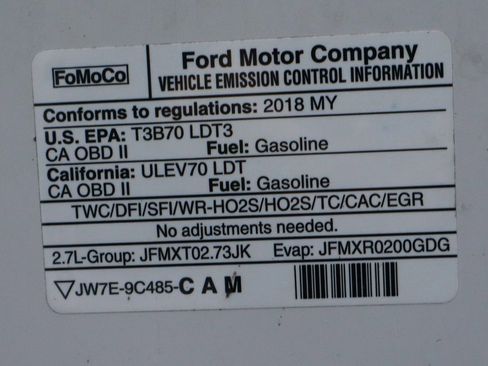 FoMoCo
Ford Motor Company
VEHICLE EMISSION CONTROL INFORMATION
Conforms to regulations: 2018 MY
U.S. EPA: T3B70 LDT3
CA OBD II Fuel: Gasoline
California: ULEV70 LDT
CA OBD II Fuel: Gasoline
TWC/DFI/SFI/WR-HO2S/HO2S/TC/CAC/EGR
No adjustments needed.
2.7L-Group: JFMXT02.73JK Evap: JFMXR0200GDG
JW7E-9C485-CAM